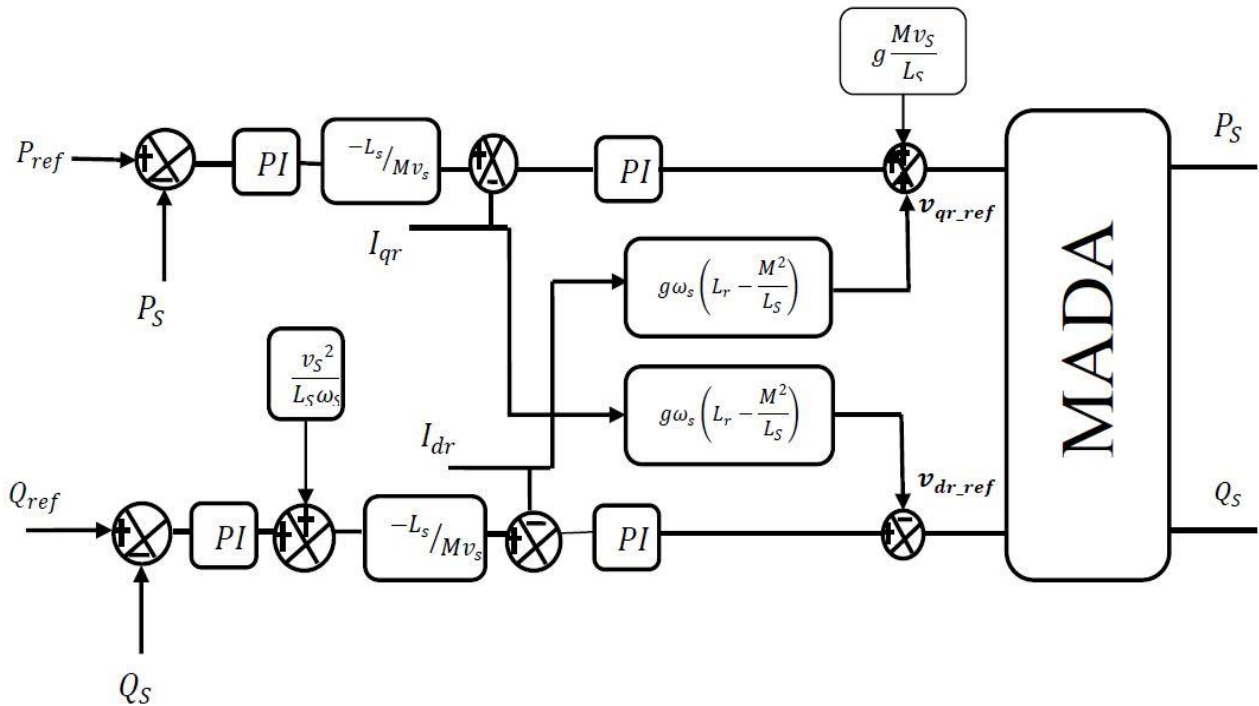 g Mv_S / L_S
P_ref + − PI −L_s/Mv_s + - PI + + + P_S
v_qr_ref
I_qr
gω_s (L_r − M²/L_S)
P_S
MADA
v_S² / L_S ω_S
gω_s (L_r − M²/L_S)
I_dr
v_dr_ref
Q_ref + − PI + + −L_s/Mv_s + − PI + − Q_S
Q_S